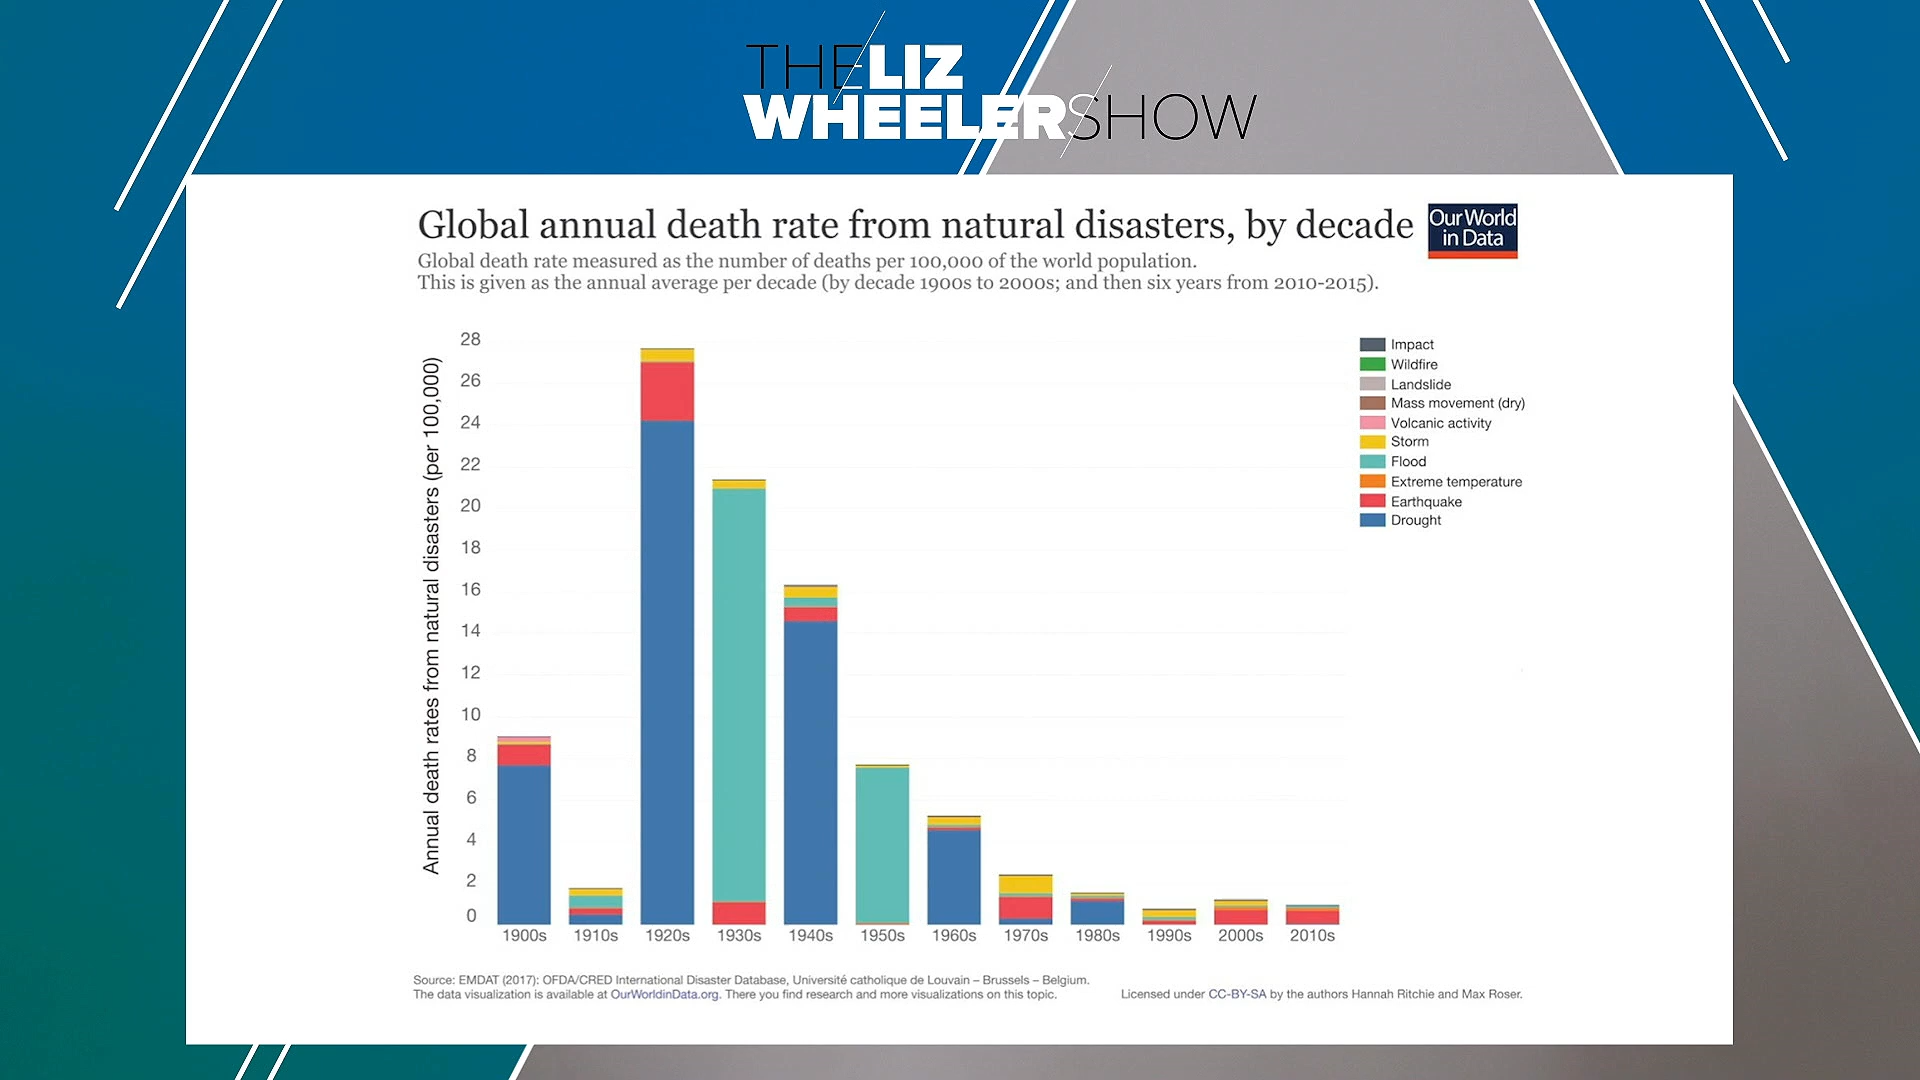 THE LIZ
WHEELER SHOW
Global annual death rate from natural disasters, by decade
Our World
in Data
Global death rate measured as the number of deaths per 100,000 of the world population.
This is given as the annual average per decade (by decade 1900s to 2000s; and then six years from 2010-2015).
Annual death rates from natural disasters (per 100,000)
28
26
24
22
20
18
16
14
12
10
8
6
4
2
0
1900s 1910s 1920s 1930s 1940s 1950s 1960s 1970s 1980s 1990s 2000s 2010s
Impact
Wildfire
Landslide
Mass movement (dry)
Volcanic activity
Storm
Flood
Extreme temperature
Earthquake
Drought
Source: EMDAT (2017): OFDA/CRED International Disaster Database, Université catholique de Louvain – Brussels – Belgium.
The data visualization is available at OurWorldinData.org. There you find research and more visualizations on this topic.
Licensed under CC-BY-SA by the authors Hannah Ritchie and Max Roser.